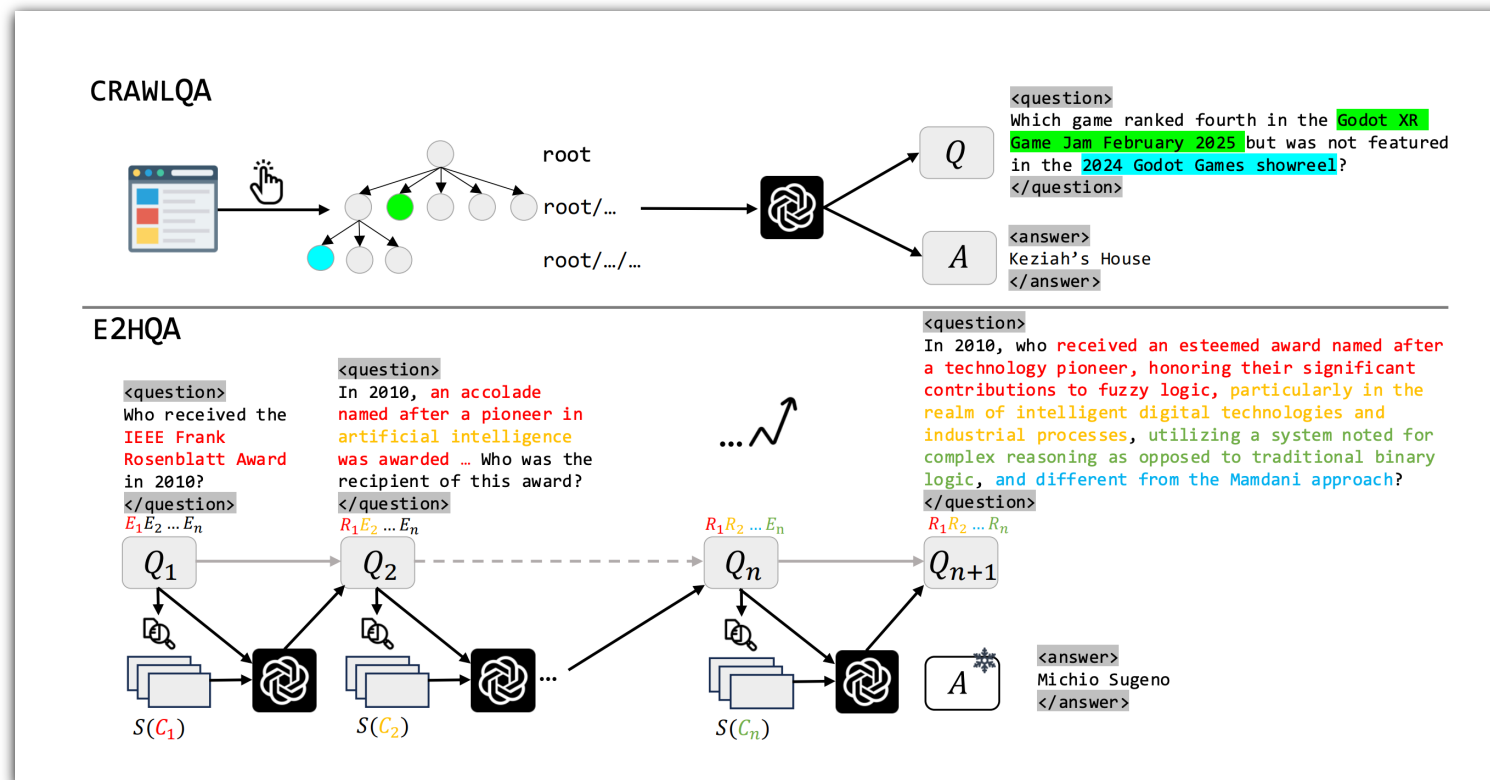 CRAWLQA
root
root/…
root/…/…
Q
<question>
Which game ranked fourth in the Godot XR
Game Jam February 2025 but was not featured
in the 2024 Godot Games showreel?
</question>
A
<answer>
Keziah’s House
</answer>
E2HQA
<question>
Who received the
IEEE Frank
Rosenblatt Award
in 2010?
</question>
E₁E₂ … Eₙ
Q₁
S(C₁)
<question>
In 2010, an accolade
named after a pioneer in
artificial intelligence
was awarded … Who was the
recipient of this award?
</question>
R₁E₂ … Eₙ
Q₂
S(C₂)
...
...
R₁R₂ … Eₙ
Qₙ
S(Cₙ)
<question>
In 2010, who received an esteemed award named after
a technology pioneer, honoring their significant
contributions to fuzzy logic, particularly in the
realm of intelligent digital technologies and
industrial processes, utilizing a system noted for
complex reasoning as opposed to traditional binary
logic, and different from the Mamdani approach?
</question>
R₁R₂ … Rₙ
Qₙ₊₁
A
<answer>
Michio Sugeno
</answer>